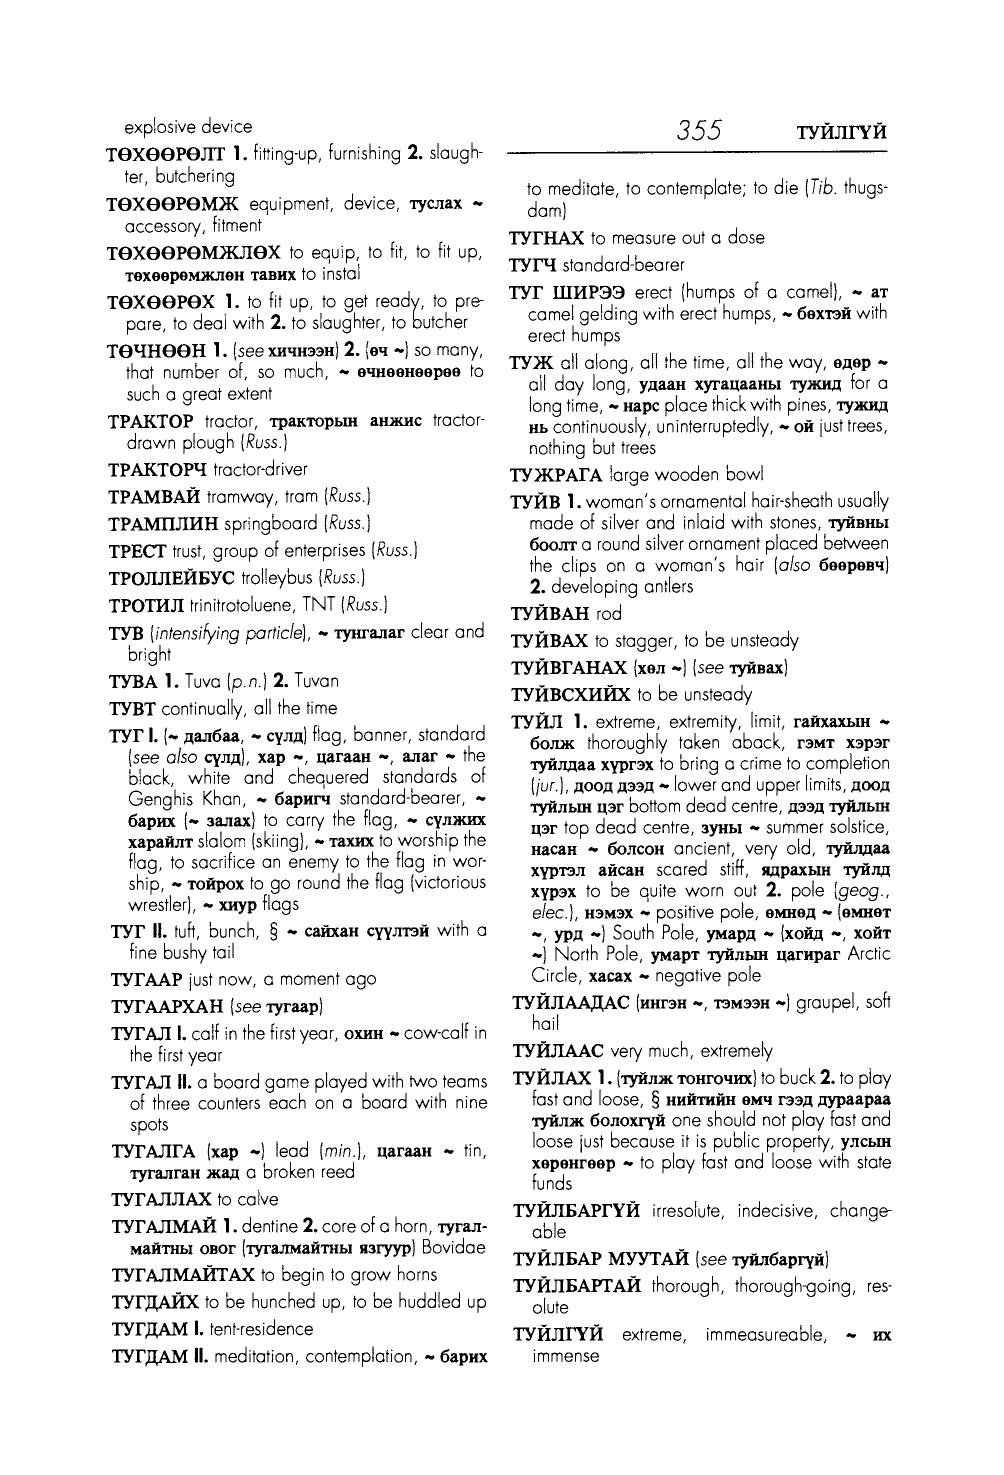 explosive device
ТӨХӨӨРӨЛТ 1. fitting-up, furnishing 2. slaugh-
ter, butchering
ТӨХӨӨРӨМЖ equipment, device, туслах ~
accessory, fitment
ТӨХӨӨРӨМЖЛӨХ to equip, to fit, to fit up,
төхөөрөмжлөн тавих to instal
ТӨХӨӨРӨХ 1. to fit up, to get ready, to pre-
pare, to deal with 2. to slaughter, to butcher
ТӨЧНӨӨН 1. (see хичнээн) 2. (өч ~) so many,
that number of, so much, ~ өчнөөнөөрөө to
such a great extent
ТРАКТОР tractor, тракторын анжис tractor-
drawn plough (Russ.)
ТРАКТОРЧ tractor-driver
ТРАМВАЙ tramway, tram (Russ.)
ТРАМПЛИН springboard (Russ.)
ТРЕСТ trust, group of enterprises (Russ.)
ТРОЛЛЕЙБУС trolleybus (Russ.)
ТРОТИЛ trinitrotoluene, TNT (Russ.)
ТУВ (intensifying particle), ~ тунгалаг clear and
bright
ТУВА 1. Tuva (p.n.) 2. Tuvan
ТУВТ continually, all the time
ТУГ I. (~ далбаа, ~ сүлд) flag, banner, standard
(see also сүлд), хар ~, цагаан ~, алаг ~ the
black, white and chequered standards of
Genghis Khan, ~ баригч standard-bearer, ~
барих (~ залах) to carry the flag, ~ сүлжих
харайлт slalom (skiing), ~ тахих to worship the
flag, to sacrifice an enemy to the flag in wor-
ship, ~ тойрох to go round the flag (victorious
wrestler), ~ хиур flags
ТУГ II. tuft, bunch, § ~ сайхан сүүлтэй with a
fine bushy tail
ТУГААР just now, a moment ago
ТУГААРХАН (see тугаар)
ТУГАЛ I. calf in the first year, охин ~ cow-calf in
the first year
ТУГАЛ II. a board game played with two teams
of three counters each on a board with nine
spots
ТУГАЛГА (хар ~) lead (min.), цагаан ~ tin,
тугалган жад a broken reed
ТУГАЛЛАХ to calve
ТУГАЛМАЙ 1. dentine 2. core of a horn, тугал-
майтны овог (тугалмайтны язгуур) Bovidae
ТУГАЛМАЙТАХ to begin to grow horns
ТУГДАЙХ to be hunched up, to be huddled up
ТУГДАМ I. tent-residence
ТУГДАМ II. meditation, contemplation, ~ барих
355 ТУЙЛГҮЙ
to meditate, to contemplate; to die (Tib. thugs-
dam)
ТУГНАХ to measure out a dose
ТУГЧ standard-bearer
ТУГ ШИРЭЭ erect (humps of a camel), ~ ат
camel gelding with erect humps, ~ бөхтэй with
erect humps
ТУЖ all along, all the time, all the way, өдөр ~
all day long, удаан хугацааны тужид for a
long time, ~ нарс place thick with pines, тужид
нь continuously, uninterruptedly, ~ ой just trees,
nothing but trees
ТУЖРАГА large wooden bowl
ТУЙВ 1. woman's ornamental hair-sheath usually
made of silver and inlaid with stones, туйвны
боолт a round silver ornament placed between
the clips on a woman's hair (also бөөрөвч)
2. developing antlers
ТУЙВАН rod
ТУЙВАХ to stagger, to be unsteady
ТУЙВГАНАХ (хөл ~) (see туйвах)
ТУЙВСХИЙХ to be unsteady
ТУЙЛ 1. extreme, extremity, limit, гайхахын ~
болж thoroughly taken aback, гэмт хэрэг
туйлдаа хүргэх to bring a crime to completion
(jur.), доод дээд ~ lower and upper limits, доод
туйлын цэг bottom dead centre, дээд туйлын
цэг top dead centre, зуны ~ summer solstice,
насан ~ болсон ancient, very old, туйлдаа
хүртэл айсан scared stiff, ядрахын туйлд
хүрэх to be quite worn out 2. pole (geog.,
elec.), нэмэх ~ positive pole, өмнөд ~ (өмнөт
~, урд ~) South Pole, умард ~ (хойд ~, хойт
~) North Pole, умарт туйлын цагираг Arctic
Circle, хасах ~ negative pole
ТУЙЛААДАС (ингэн ~, тэмээн ~) graupel, soft
hail
ТУЙЛААС very much, extremely
ТУЙЛАХ 1. (туйлж тонгочих) to buck 2. to play
fast and loose, § нийтийн өмч гээд дураараа
туйлж болохгүй one should not play fast and
loose just because it is public property, улсын
хөрөнгөөр ~ to play fast and loose with state
funds
ТУЙЛБАРГҮЙ irresolute, indecisive, change-
able
ТУЙЛБАР МУУТАЙ (see туйлбаргүй)
ТУЙЛБАРТАЙ thorough, thorough-going, res-
olute
ТУЙЛГҮЙ extreme, immeasureable, ~ их
immense